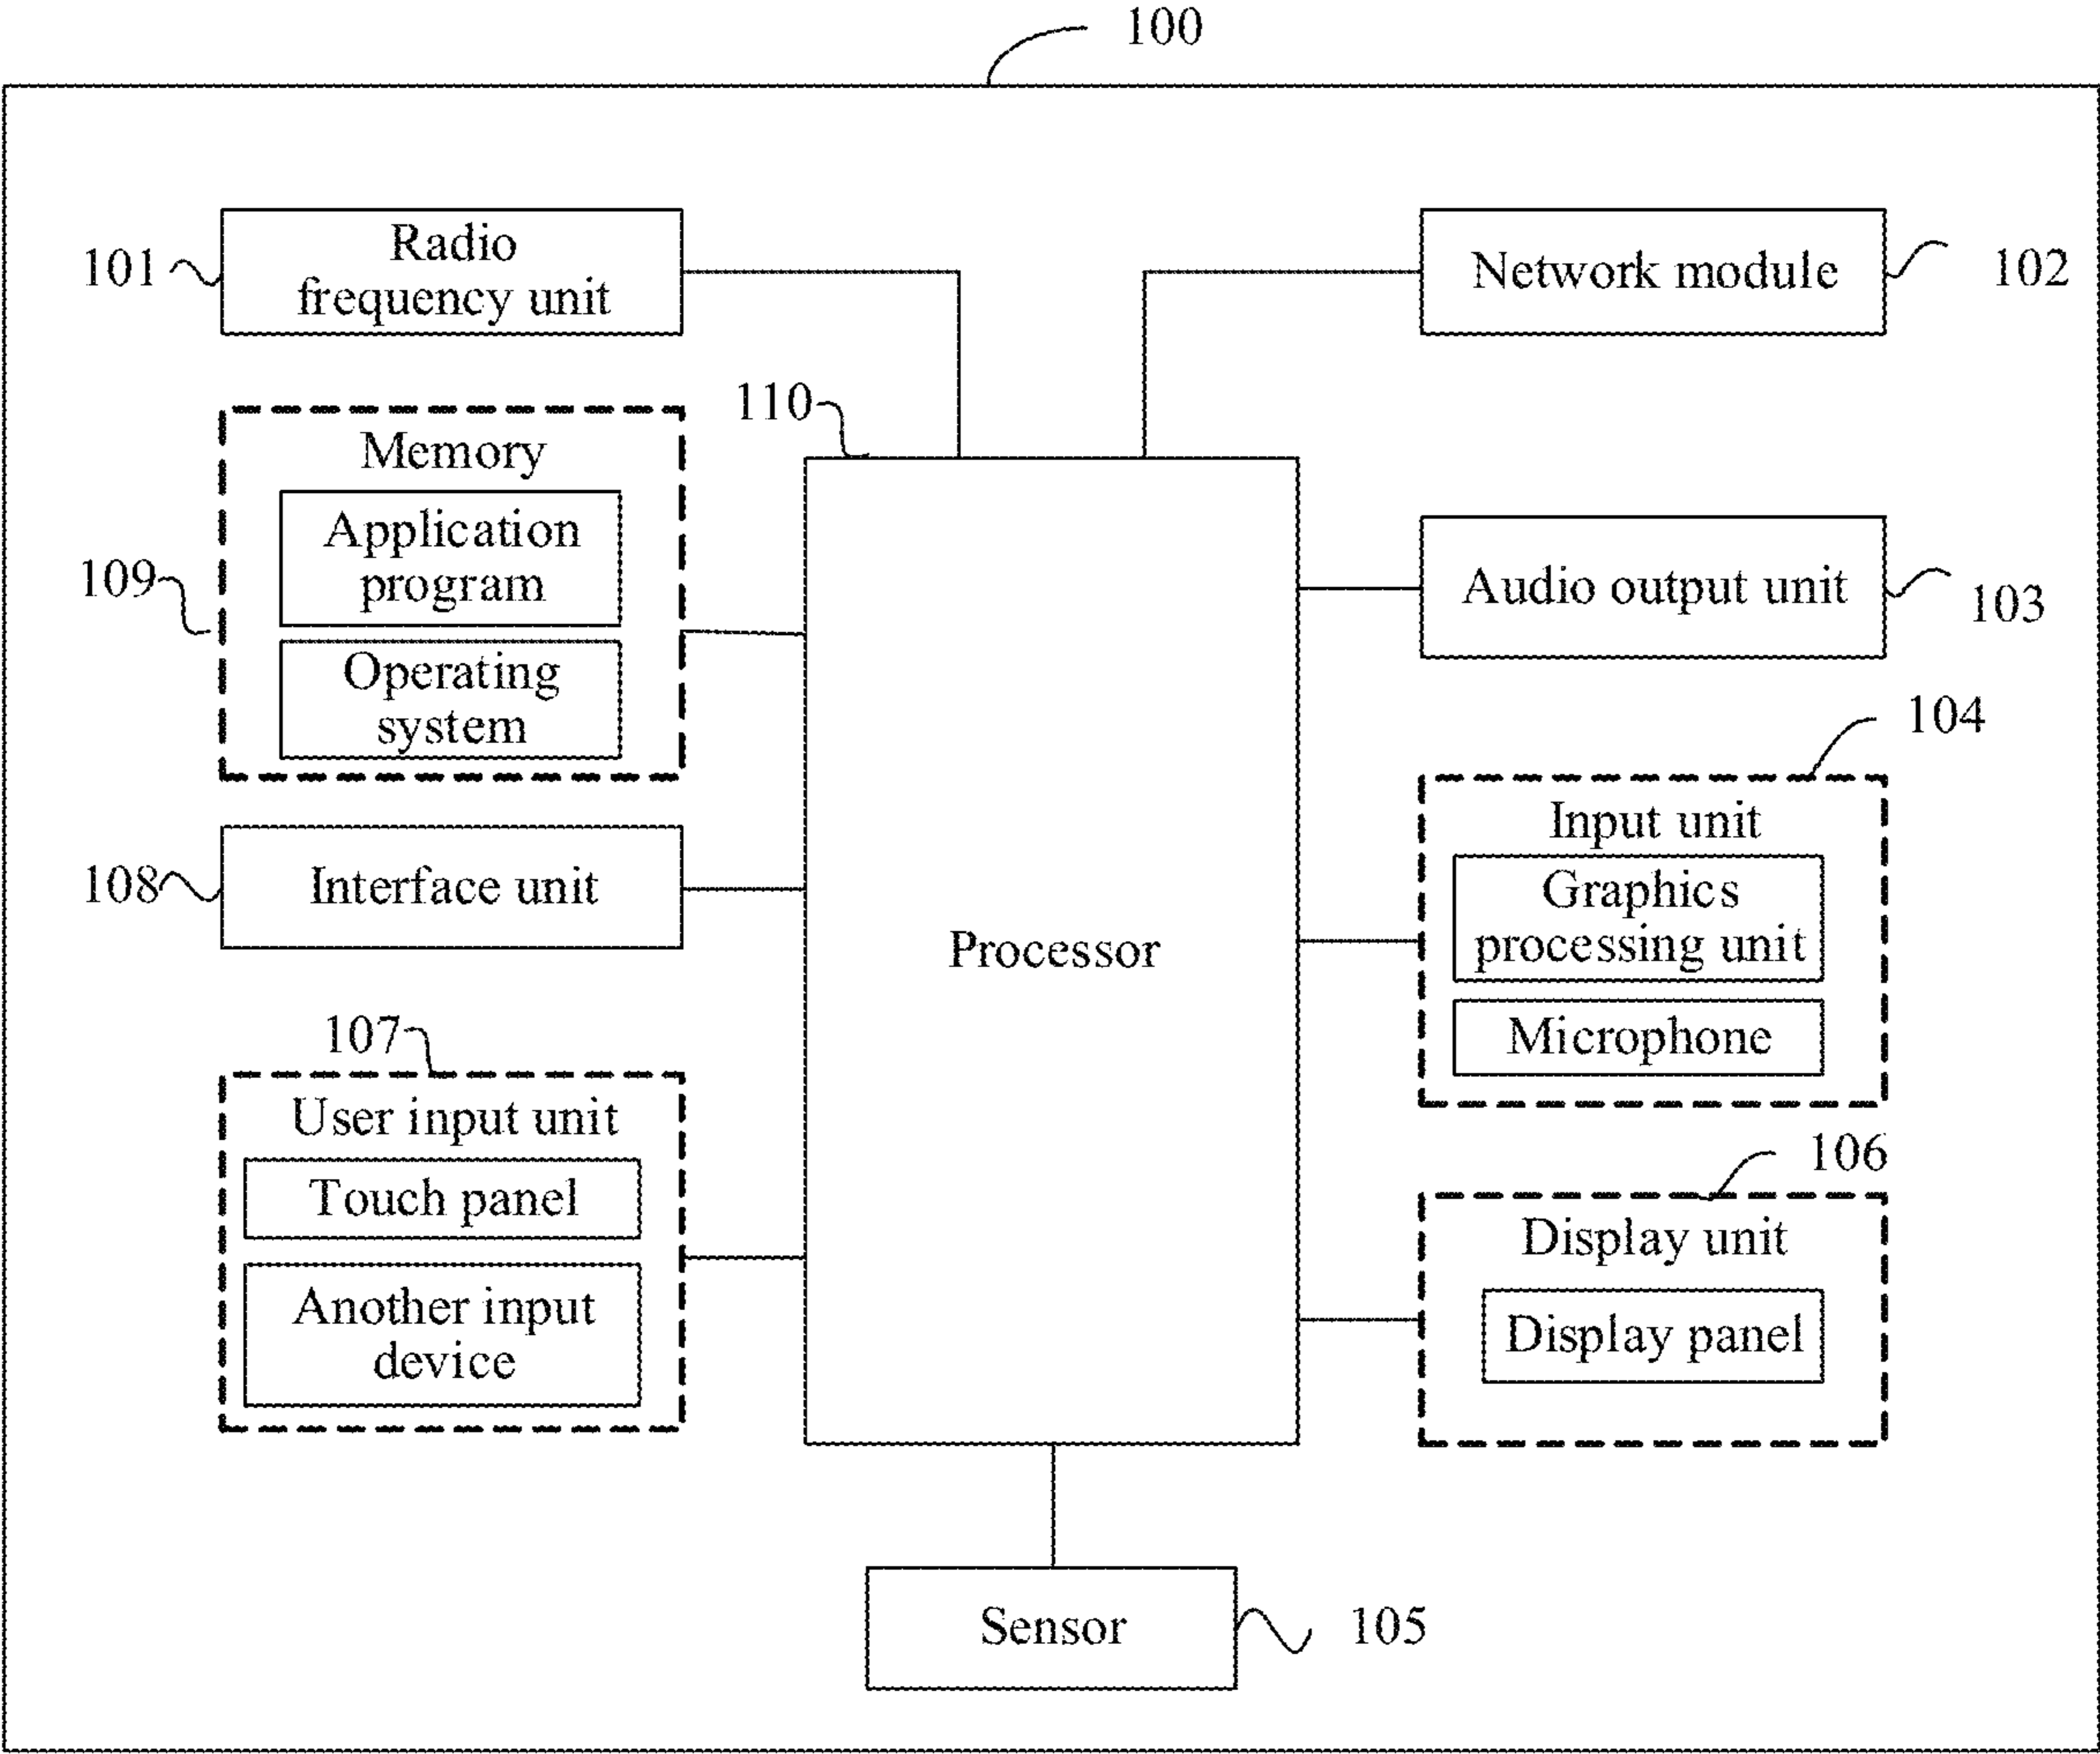 100
101
Radio
frequency unit
Network module
102
110
Memory
Application
program
Operating
system
109
Audio output unit
103
104
Input unit
Graphics
processing unit
Microphone
108
Interface unit
Processor
107
User input unit
Touch panel
Another input
device
106
Display unit
Display panel
Sensor
105